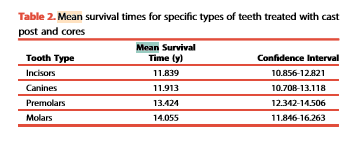 Table 2. Mean survival times for specific types of teeth treated with cast
post and cores
Mean Survival
Tooth Type Time (y) Confidence Interval
Incisors 11.839 10.856-12.821
Canines 11.913 10.708-13.118
Premolars 13.424 12.342-14.506
Molars 14.055 11.846-16.263